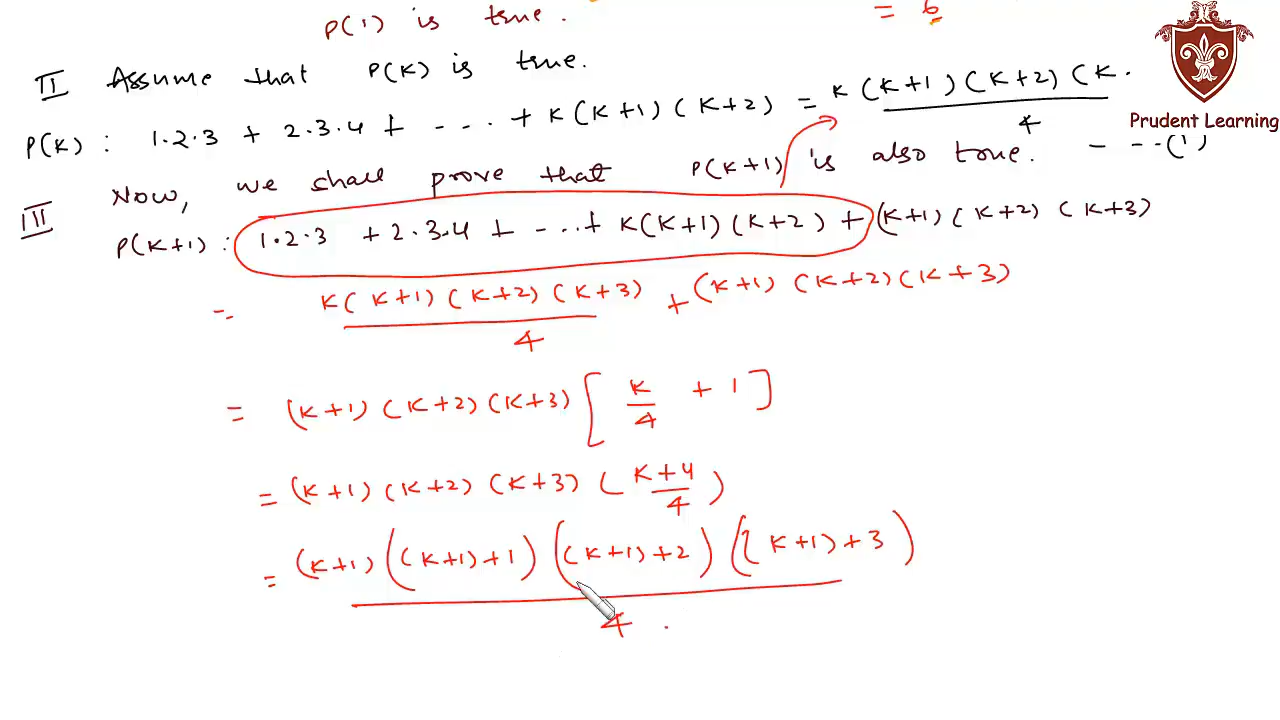 P(1) is true.
= 6
II Assume that P(K) is true.
P(K) : 1.2.3 + 2.3.4 + - - . . + K(K+1)(K+2) = K(K+1)(K+2)(K.
4
- - - -(1)
Prudent Learning
III Now, we shall prove that P(K+1) is also true.
P(K+1) : 1.2.3 + 2.3.4 + - . . + K(K+1)(K+2) + (K+1)(K+2)(K+3)
= K(K+1)(K+2)(K+3) + (K+1)(K+2)(K+3)
4
= (K+1)(K+2)(K+3)[K/4 + 1]
= (K+1)(K+2)(K+3)(K+4/4)
= (K+1)((K+1)+1)((K+1)+2)((K+1)+3)
4 .